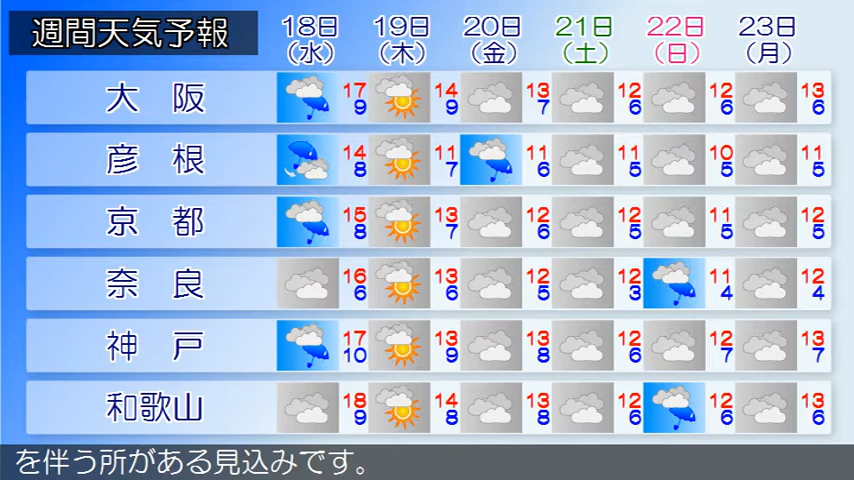 週間天気予報 18日 19日 20日 21日 22日 23日
(水) (木) (金) (土) (日) (月)
大阪 17 14 13 12 12 13
9 9 7 6 6 6
彦根 14 11 11 11 10 11
8 7 6 5 5 5
京都 15 13 12 12 11 12
8 7 6 5 5 5
奈良 16 13 12 12 11 12
6 6 5 3 4 4
神戸 17 13 13 12 12 13
10 9 8 6 7 7
和歌山 18 14 13 12 12 13
9 8 8 6 6 6
を伴う所がある見込みです。